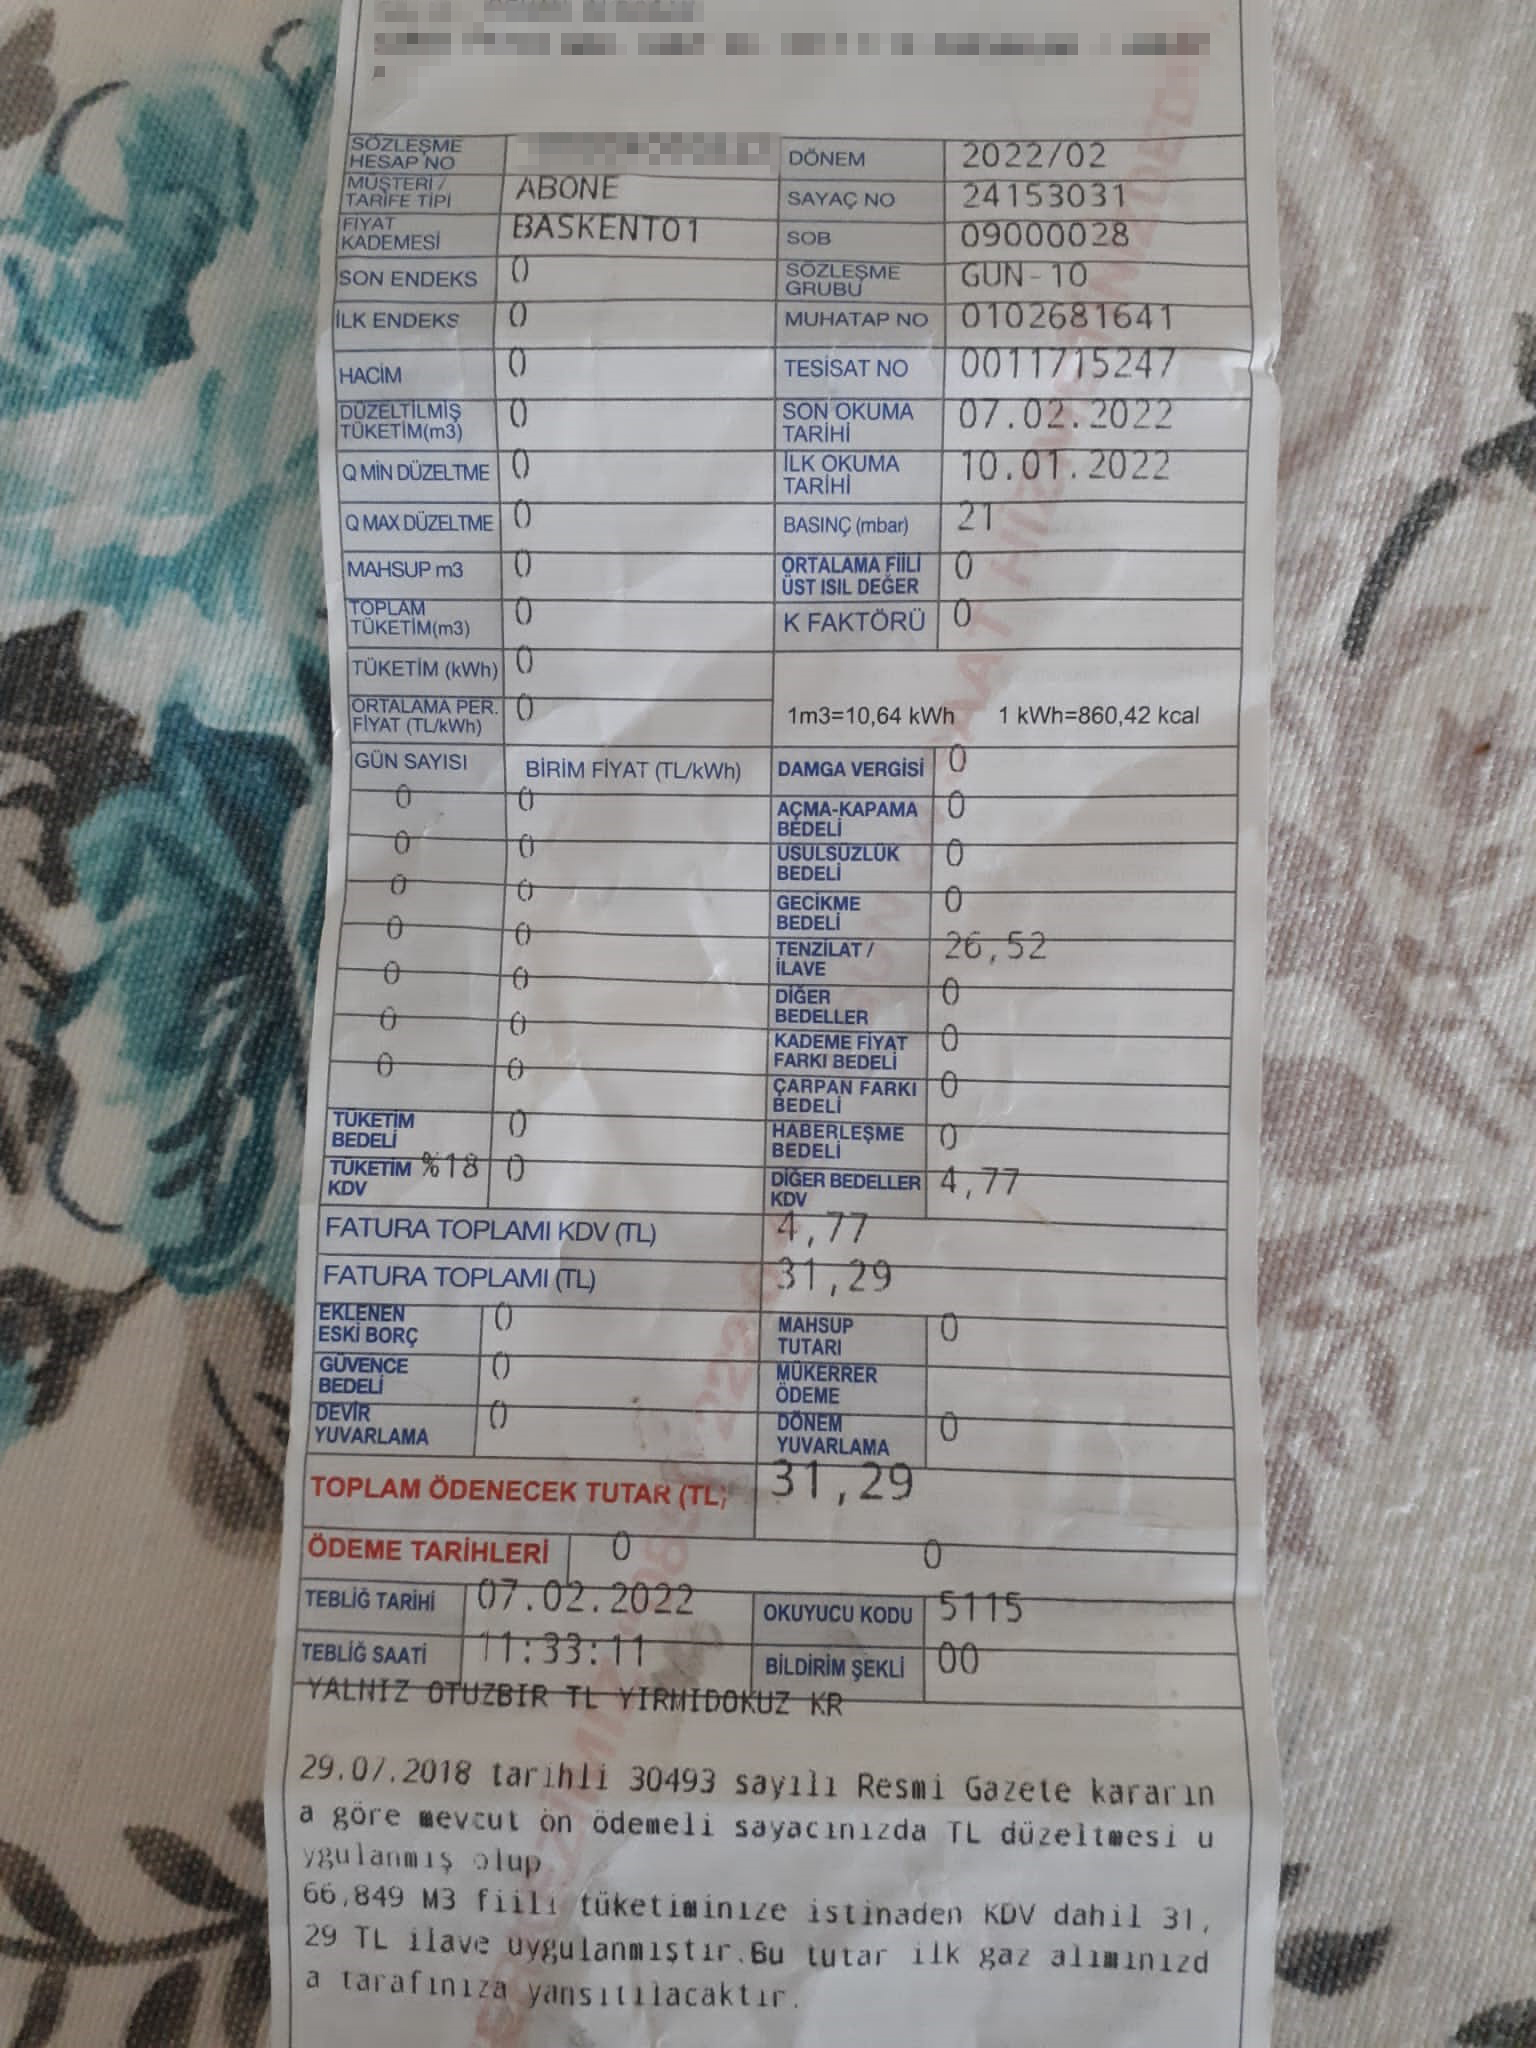 SÖZLEŞME HESAP NO
DÖNEM 2022/02
MÜŞTERİ / TARİFE TİPİ ABONE
SAYAÇ NO 24153031
FİYAT KADEMESİ BASKENT01
SOB 09000028
SON ENDEKS 0
SÖZLEŞME GRUBU GUN-10
İLK ENDEKS 0
MUHATAP NO 0102681641
HACİM 0
TESİSAT NO 0011715247
DÜZELTİLMİŞ TÜKETİM(m3) 0
SON OKUMA TARİHİ 07.02.2022
Q MİN DÜZELTME 0
İLK OKUMA TARİHİ 10.01.2022
Q MAX DÜZELTME 0
BASINÇ (mbar) 21
MAHSUP m3 0
ORTALAMA FİİLİ ÜST ISIL DEĞER 0
TOPLAM TÜKETİM(m3) 0
K FAKTÖRÜ 0
TÜKETİM (kWh) 0
ORTALAMA PER. FİYAT (TL/kWh) 0
1m3=10,64 kWh 1 kWh=860,42 kcal
GÜN SAYISI BİRİM FİYAT (TL/kWh)
DAMGA VERGİSİ 0
0 0
AÇMA-KAPAMA BEDELİ 0
0 0
USULSÜZLÜK BEDELİ 0
0 0
GECİKME BEDELİ 0
0 0
TENZİLAT / İLAVE 26,52
0 0
DİĞER BEDELLER 0
0 0
KADEME FİYAT FARKI BEDELİ 0
0 0
ÇARPAN FARKI BEDELİ 0
TÜKETİM BEDELİ 0
HABERLEŞME BEDELİ 0
TÜKETİM KDV %18 0
DİĞER BEDELLER KDV 4,77
FATURA TOPLAMI KDV (TL) 4,77
FATURA TOPLAMI (TL) 31,29
EKLENEN ESKİ BORÇ 0
MAHSUP TUTARI 0
GÜVENCE BEDELİ 0
MÜKERRER ÖDEME
DEVİR YUVARLAMA 0
DÖNEM YUVARLAMA 0
TOPLAM ÖDENECEK TUTAR (TL) 31,29
ÖDEME TARİHLERİ 0 0
TEBLİĞ TARİHİ 07.02.2022
OKUYUCU KODU 5115
TEBLİĞ SAATİ 11:33:11
BİLDİRİM ŞEKLİ 00
YALNIZ OTUZBIR TL YIRMIDOKUZ KR
29.07.2018 tarihli 30493 sayılı Resmi Gazete kararın
a göre mevcut ön ödemeli sayacınızda TL düzeltmesi u
ygulanmış olup
66,849 M3 fiili tüketiminize istinaden KDV dahil 31,
29 TL ilave uygulanmıştır.Bu tutar ilk gaz alımınızd
a tarafınıza yansıtılacaktır.